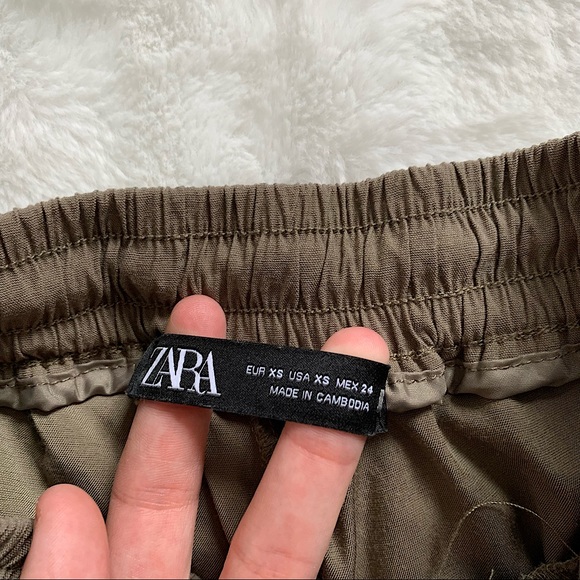 ZARA
EUR XS USA XS MEX 24
MADE IN CAMBODIA